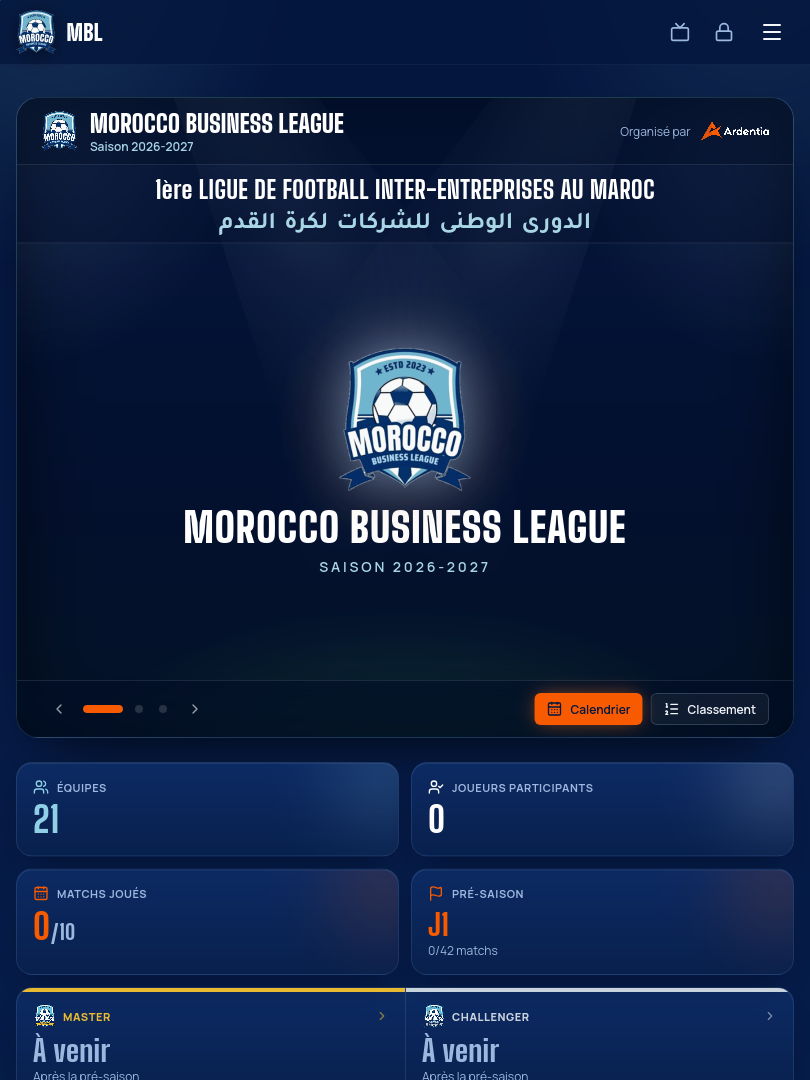 MBL
MOROCCO BUSINESS LEAGUE
Saison 2026-2027
Organisé par Ardentia
1ère LIGUE DE FOOTBALL INTER-ENTREPRISES AU MAROC
الدوري الوطني للشركات لكرة القدم
ESTD 2023
MOROCCO
BUSINESS LEAGUE
MOROCCO BUSINESS LEAGUE
SAISON 2026-2027
Calendrier
Classement
ÉQUIPES
21
JOUEURS PARTICIPANTS
0
MATCHS JOUÉS
0/10
PRÉ-SAISON
J1
0/42 matchs
MASTER
À venir
Après la pré-saison
CHALLENGER
À venir
Après la pré-saison